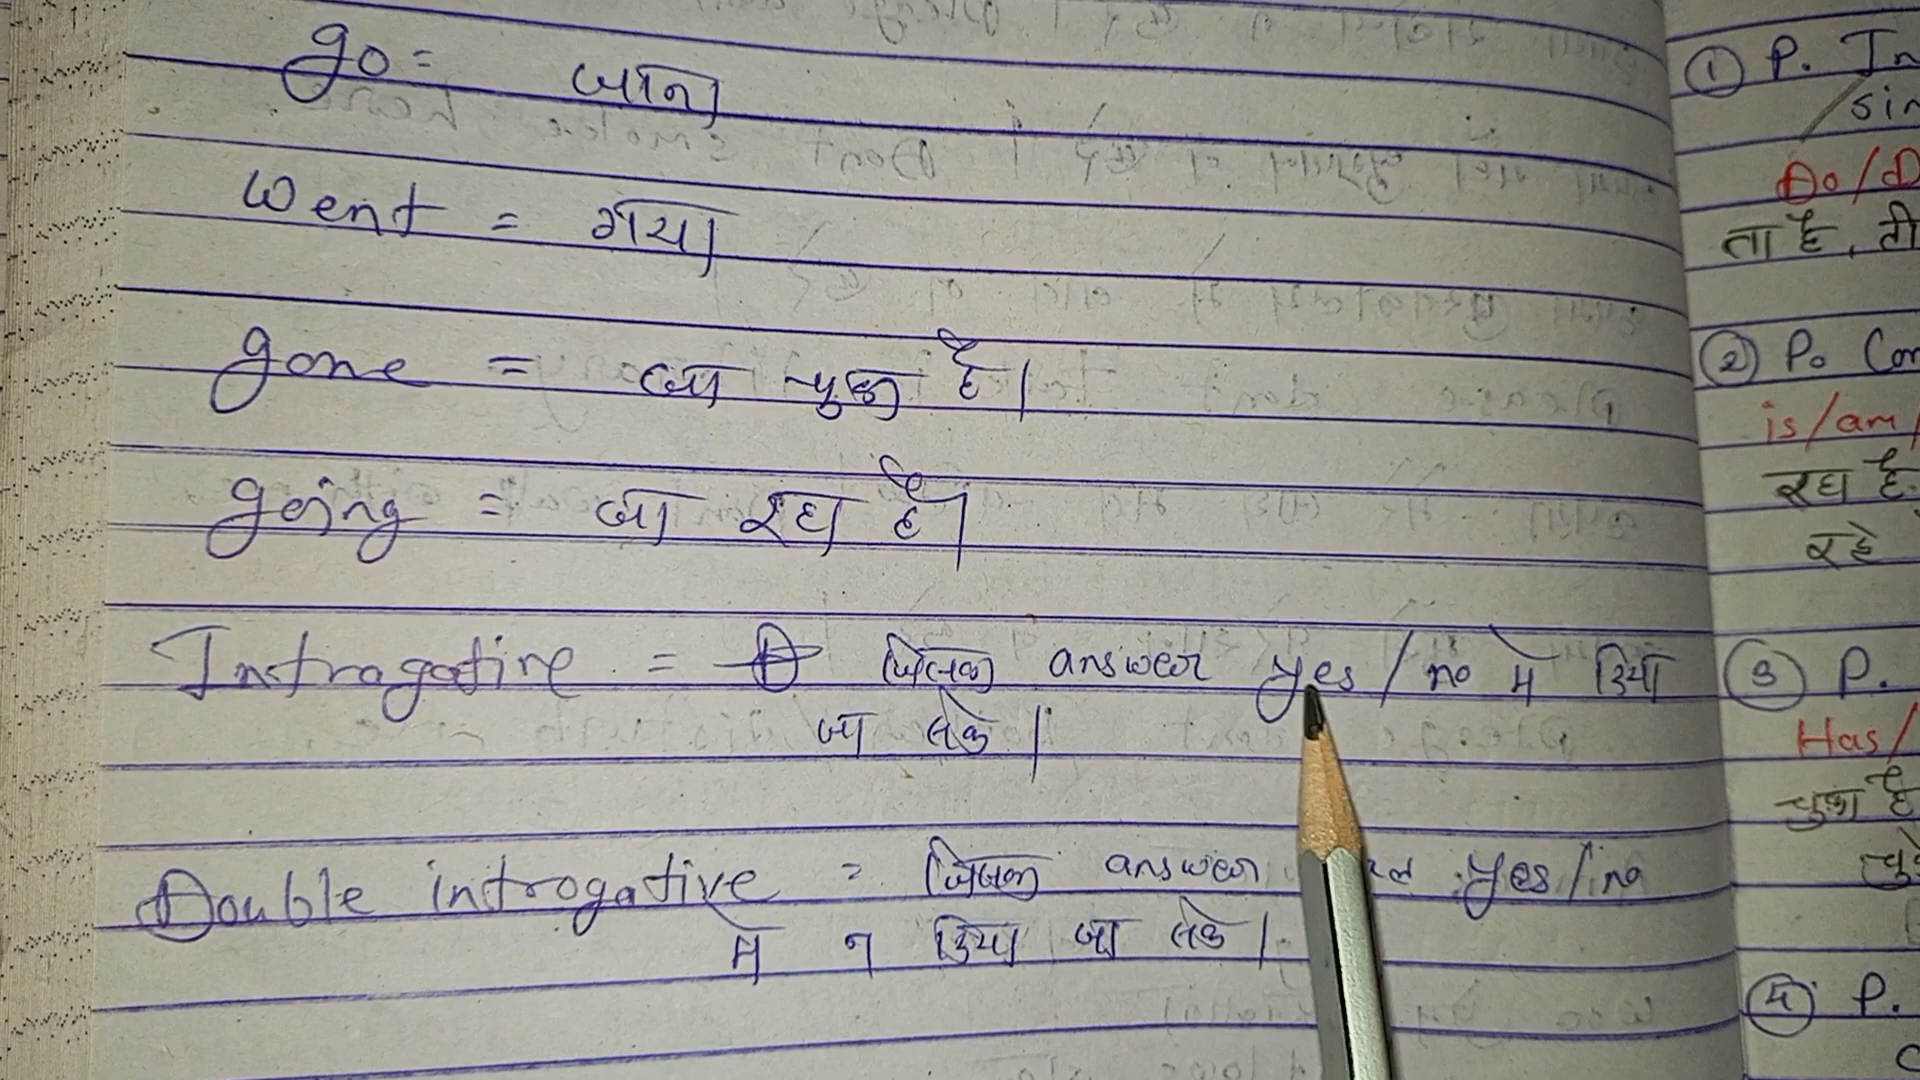 go = जाना
went = गया
gone = जा चुका है।
going = जा रहा है।
Intragative = जिसका answer yes / no में दिया
जा सके।
Double introgative = जिसका answer yes / no
में न दिया जा सके।
① P. In
sin
Do / D
ता है, ती
② P. Con
is / am /
रहा है
रहे
③ P.
Has /
चुका है
④ P.